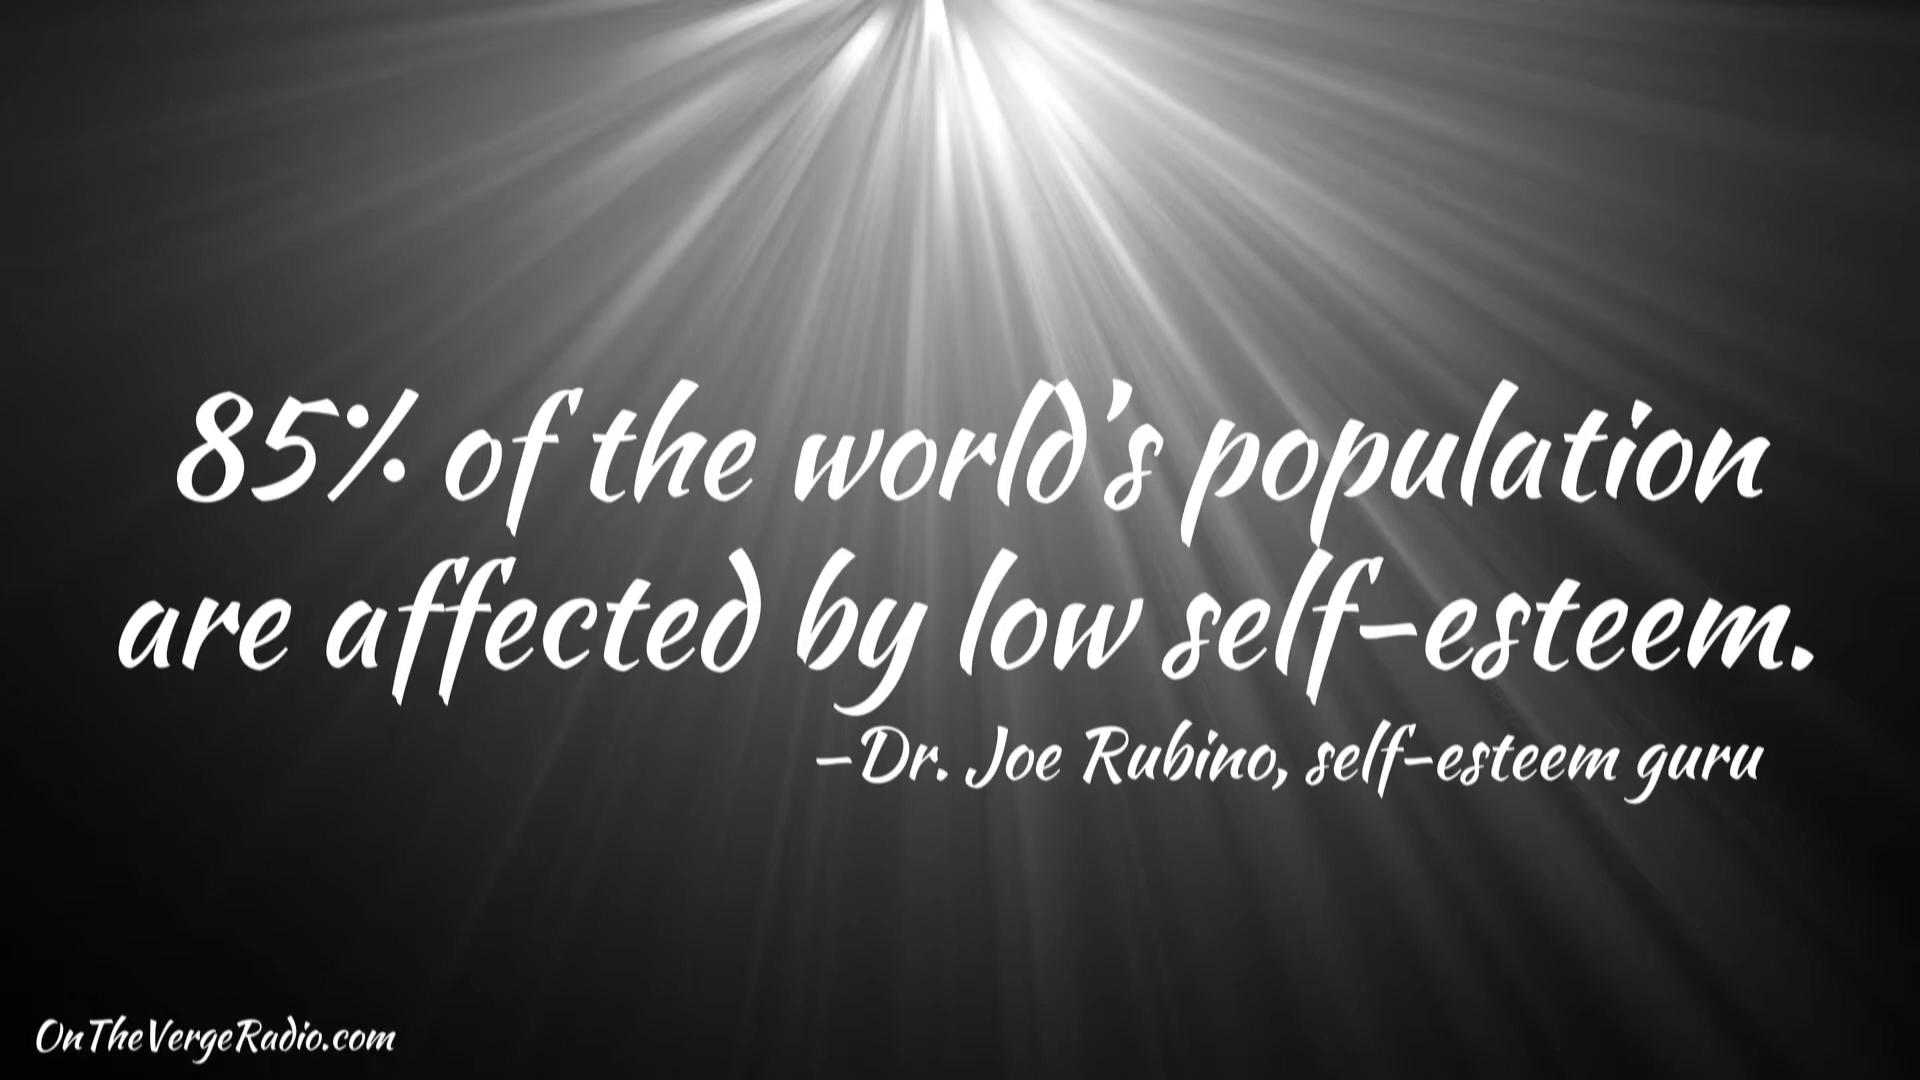 85% of the world's population
are affected by low self-esteem.
-Dr. Joe Rubino, self-esteem guru
OnTheVergeRadio.com